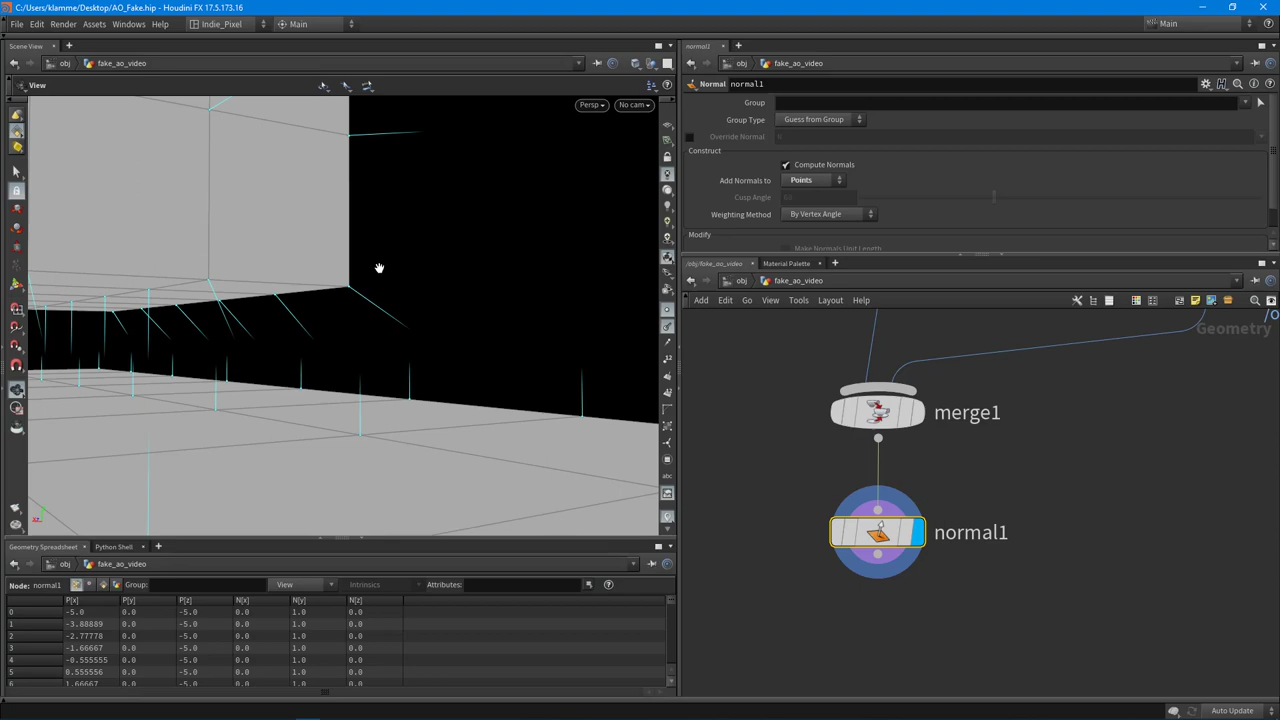 C:/Users/klamme/Desktop/AO_Fake.hip - Houdini FX 17.5.173.16
File Edit Render Assets Windows Help Indie_Pixel Main Main
Scene View
obj fake_ao_video
View
Persp No cam
abc
Geometry Spreadsheet Python Shell
obj fake_ao_video
Node: normal1 Group: View Intrinsics Attributes:
P[x] P[y] P[z] N[x] N[y] N[z]
0 -5.0 0.0 -5.0 0.0 1.0 0.0
1 -3.88889 0.0 -5.0 0.0 1.0 0.0
2 -2.77778 0.0 -5.0 0.0 1.0 0.0
3 -1.66667 0.0 -5.0 0.0 1.0 0.0
4 -0.555555 0.0 -5.0 0.0 1.0 0.0
5 0.555556 0.0 -5.0 0.0 1.0 0.0
6 1.66667 0.0 -5.0 0.0 1.0 0.0
normal1
obj fake_ao_video
Normal normal1
Group
Group Type Guess from Group
Override Normal
Construct
Compute Normals
Add Normals to Points
Cusp Angle 60
Weighting Method By Vertex Angle
Modify
Make Normals Unit Length
/obj/fake_ao_video Material Palette
obj fake_ao_video
Add Edit Go View Tools Layout Help
Geometry
merge1
normal1
Auto Update